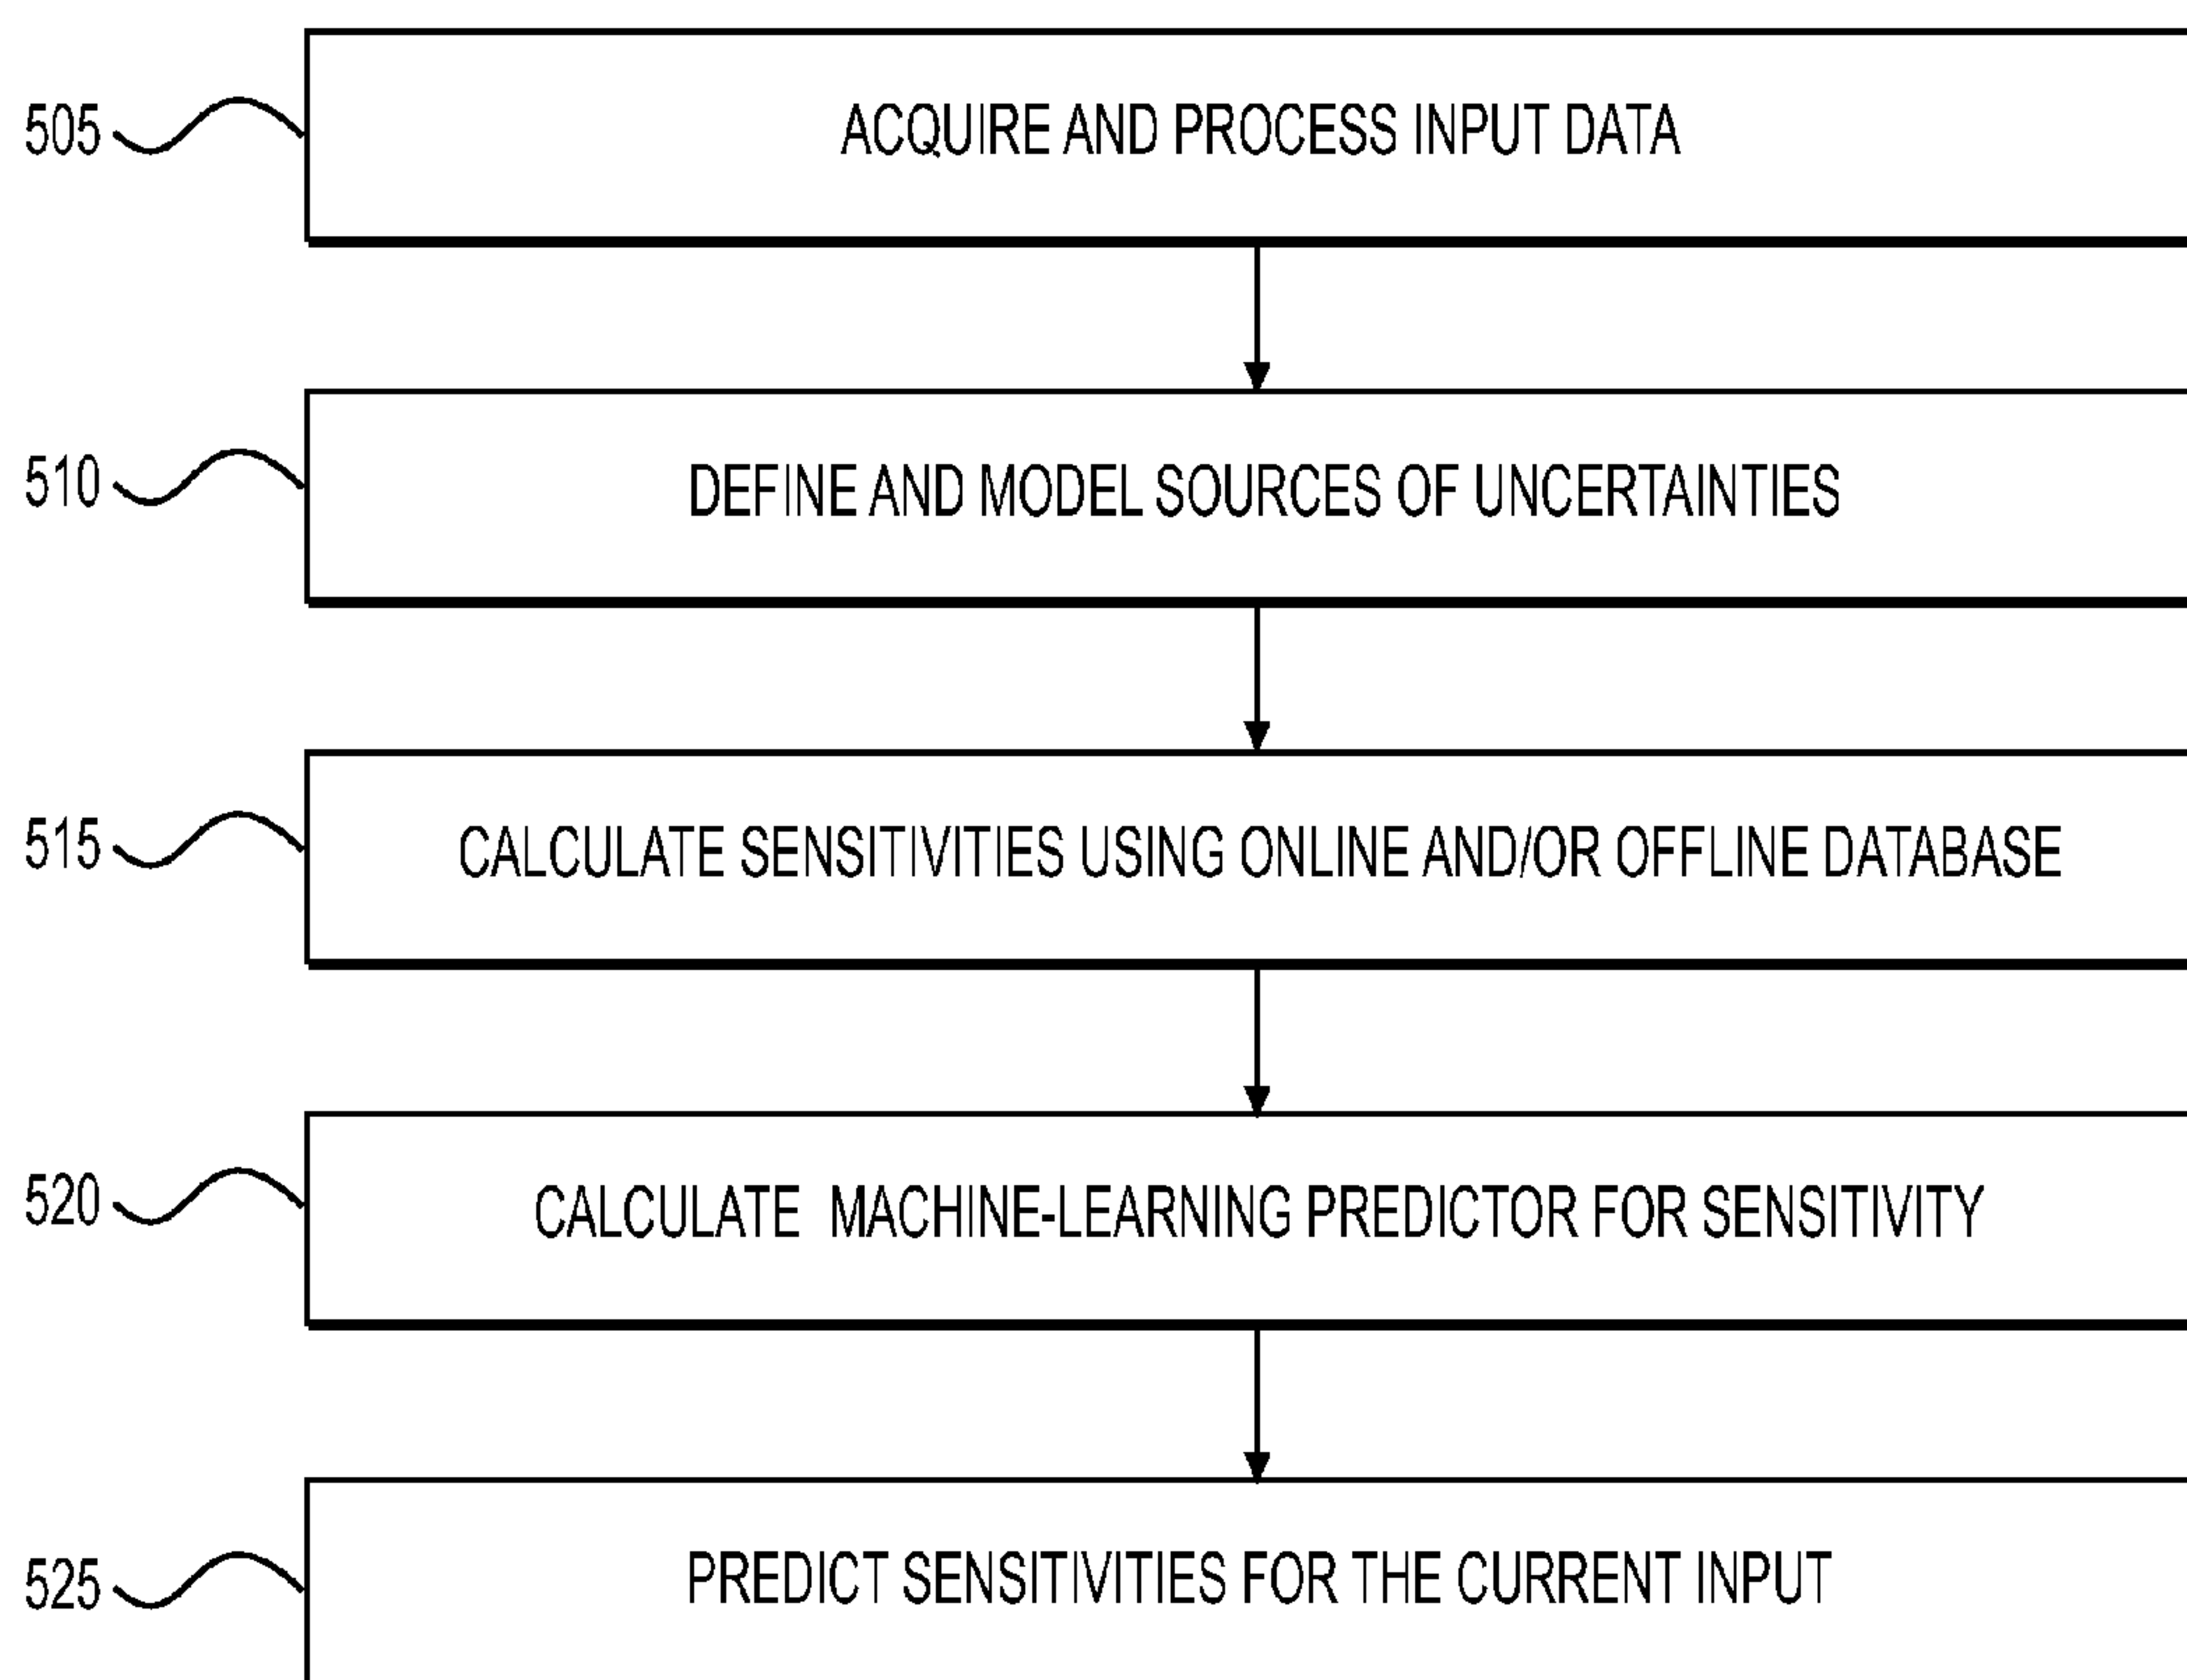 505 ACQUIRE AND PROCESS INPUT DATA
510 DEFINE AND MODEL SOURCES OF UNCERTAINTIES
515 CALCULATE SENSITIVITIES USING ONLINE AND/OR OFFLINE DATABASE
520 CALCULATE MACHINE-LEARNING PREDICTOR FOR SENSITIVITY
525 PREDICT SENSITIVITIES FOR THE CURRENT INPUT